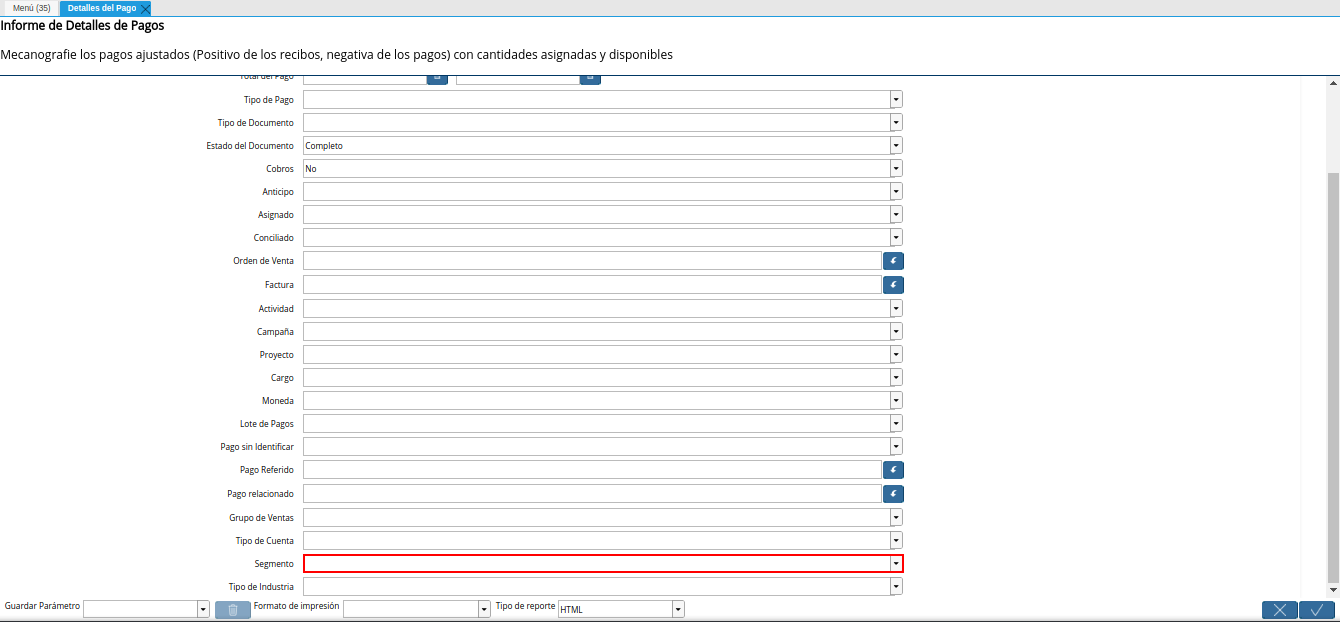 Menú (35)
Detalles del Pago
Informe de Detalles de Pagos
Mecanografie los pagos ajustados (Positivo de los recibos, negativa de los pagos) con cantidades asignadas y disponibles
Total del Pago
Tipo de Pago
Tipo de Documento
Estado del Documento Completo
Cobros No
Anticipo
Asignado
Conciliado
Orden de Venta
Factura
Actividad
Campaña
Proyecto
Cargo
Moneda
Lote de Pagos
Pago sin Identificar
Pago Referido
Pago relacionado
Grupo de Ventas
Tipo de Cuenta
Segmento
Tipo de Industria
Guardar Parámetro Formato de impresión Tipo de reporte HTML